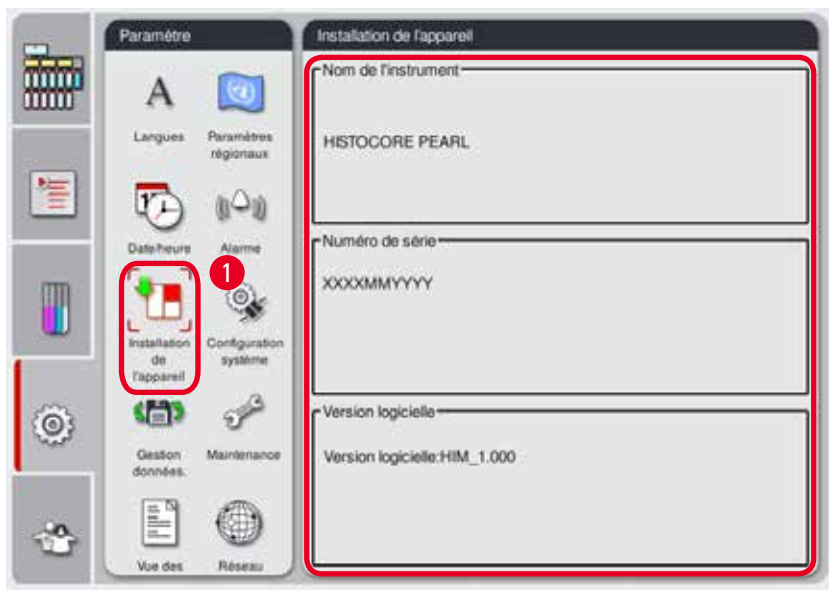 Paramètre
Installation de l'appareil
A
Langues
Paramètres
régionaux
Date/heure
Alarme
1
Installation
de
l'appareil
Configuration
système
Gestion
données.
Maintenance
Vue des
Réseau
Nom de l'instrument
HISTOCORE PEARL
Numéro de série
XXXXMMYYYY
Version logicielle
Version logicielle:HIM_1.000